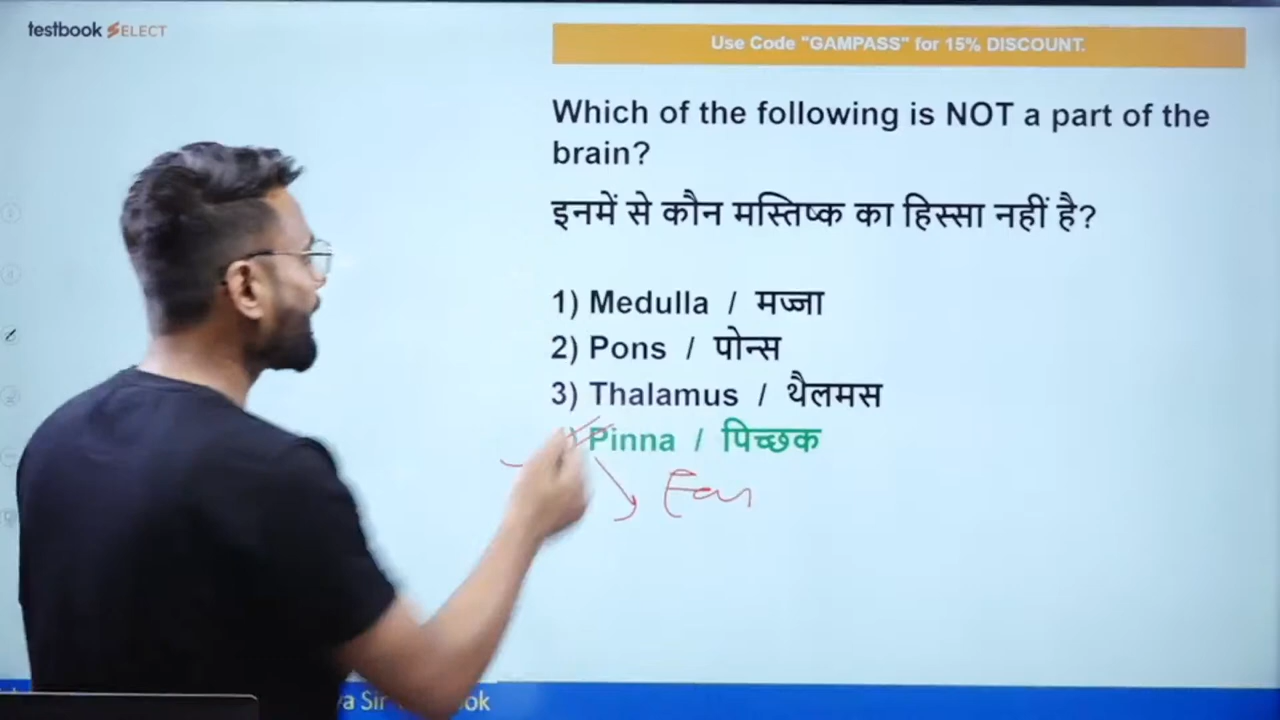 testbook SELECT
Use Code "GAMPASS" for 15% DISCOUNT.
Which of the following is NOT a part of the
brain?
इनमें से कौन मस्तिष्क का हिस्सा नहीं है?
1) Medulla / मज्जा
2) Pons / पोन्स
3) Thalamus / थैलमस
Pinna / पिच्छक
Ear
Sir